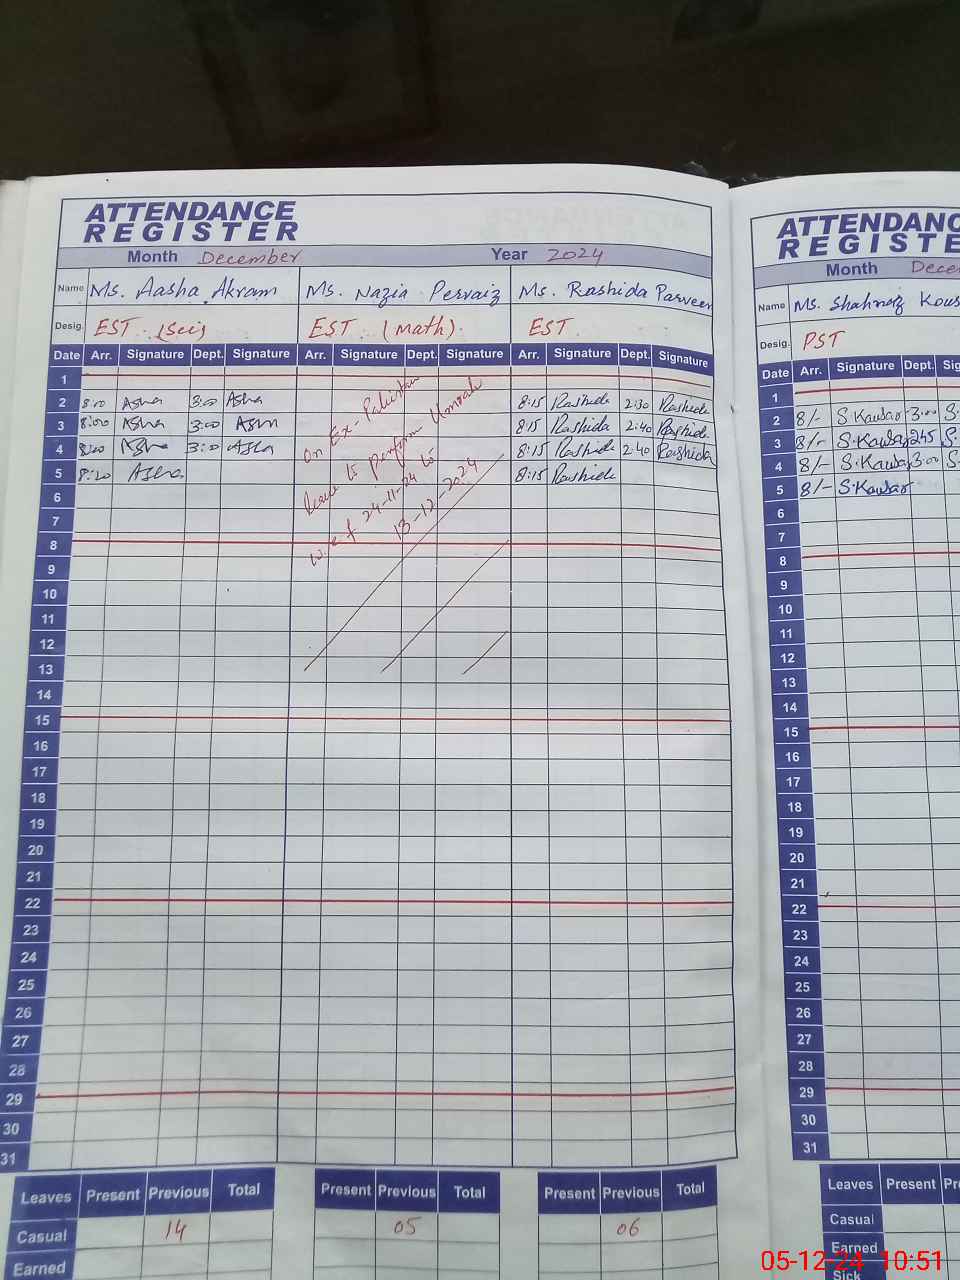 ATTENDANCE
REGISTER
Month December Year 2024
Name Ms. Aasha Akram Ms. Nazia Pervaiz Ms. Rashida Parveen
Desig. EST (Sci) EST (Math). EST.
Date Arr. Signature Dept. Signature Arr. Signature Dept. Signature Arr. Signature Dept. Signature
1
2 8:00 Asha 3:00 Asha 8:15 Rashida 2:30 Rashida
3 8:00 Asha 3:00 Asha 8:15 Rashida 2:40 Rashida
4 8:00 Asha 3:00 Asha 8:15 Rashida 2:40 Rashida
5 8:20 Asha 8:15 Rashida
On Ex-Pakistan
leave to perform Umrah
w.e.f 24-11-24 to
13-12-2024
6
7
8
9
10
11
12
13
14
15
16
17
18
19
20
21
22
23
24
25
26
27
28
29
30
31
Leaves Present Previous Total Present Previous Total Present Previous Total
Casual 14 05 06
Earned
ATTENDANC
REGISTE
Month Decem
Name Ms. Shahnaz Kous
Desig. PST
Date Arr. Signature Dept. Sig
1
2 8/- S.Kausar 3:00 S.
3 8/- S.Kausar 2:45 S.
4 8/- S.Kausar 3:00 S.
5 8/- S.Kausar
6
7
8
9
10
11
12
13
14
15
16
17
18
19
20
21
22
23
24
25
26
27
28
29
30
31
Leaves Present Pr
Casual
Earned
Sick
05-12-24 10:51